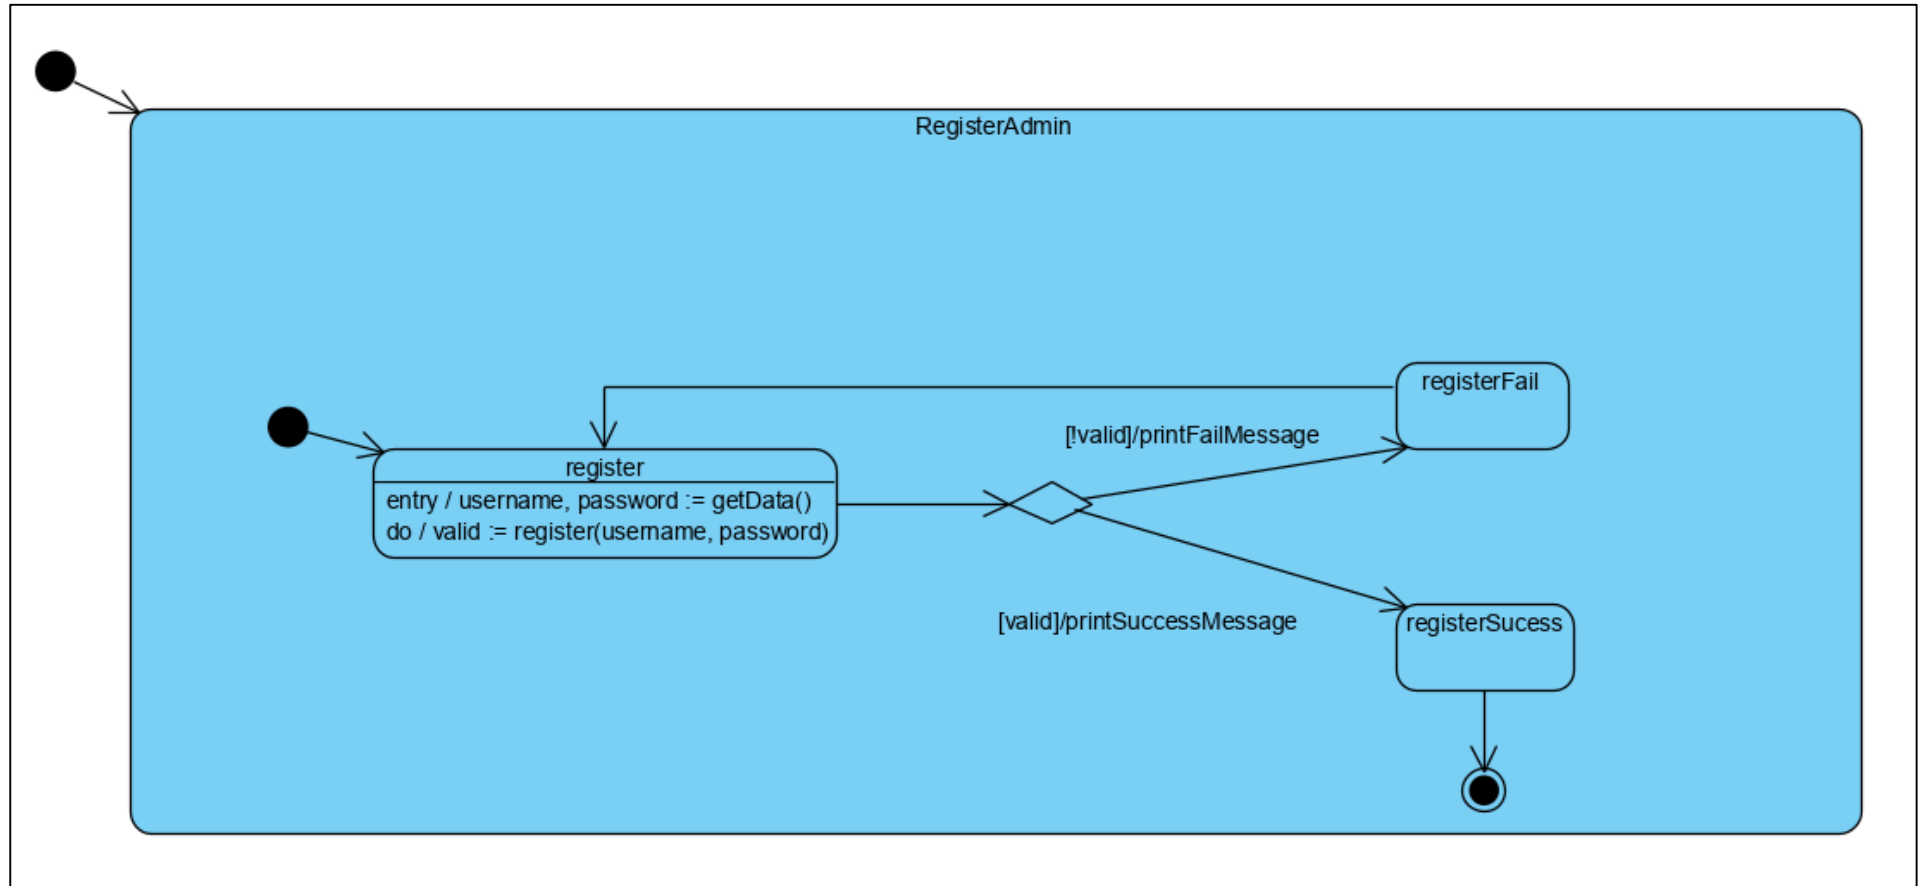 RegisterAdmin
registerFail
[!valid]/printFailMessage
register
entry / username, password := getData()
do / valid := register(username, password)
[valid]/printSuccessMessage
registerSucess